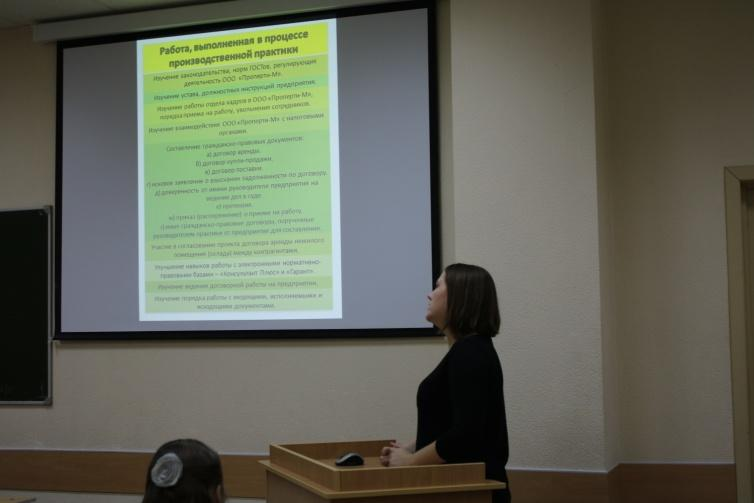 Работа, выполненная в процессе
производственной практики
Изучение законодательства, норм ГОСТов, регулирующих
деятельность ООО «Проперти-М».
Изучение устава, должностных инструкций предприятия.
Изучение работы отдела кадров в ООО «Проперти-М»,
порядка приема на работу, увольнения сотрудников.
Изучение взаимодействия ООО «Проперти-М» с налоговыми
органами.
Составление гражданско-правовых документов:
а) договор аренды,
б) договор купли-продажи,
в) договор поставки,
г) исковое заявление о взыскании задолженности по договору,
д) доверенность от имени руководителя предприятия на
ведение дел в суде
е) претензия,
ж) приказ (распоряжение) о приеме на работу,
з) иные гражданско-правовые договоры, порученные
руководителем практики от предприятия для составления.
Участие в согласовании проекта договора аренды нежилого
помещения (склада) между контрагентами.
Улучшение навыков работы с электронными нормативно-
правовыми базами – «Консультант Плюс» и «Гарант».
Изучение ведения договорной работы на предприятии.
Изучение порядка работы с входящими, исполняемыми и
исходящими документами.